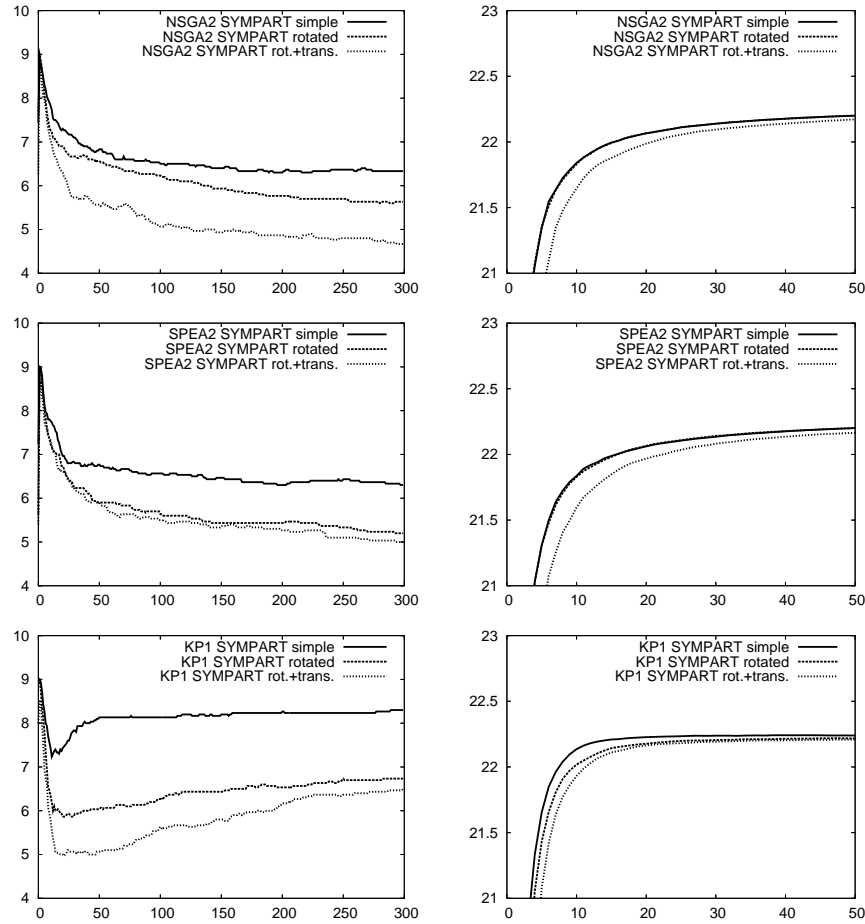 10
9
8
7
6
5
4
0 50 100 150 200 250 300
NSGA2 SYMPART simple
NSGA2 SYMPART rotated
NSGA2 SYMPART rot.+trans.
23
22.5
22
21.5
21
0 10 20 30 40 50
NSGA2 SYMPART simple
NSGA2 SYMPART rotated
NSGA2 SYMPART rot.+trans.
10
9
8
7
6
5
4
0 50 100 150 200 250 300
SPEA2 SYMPART simple
SPEA2 SYMPART rotated
SPEA2 SYMPART rot.+trans.
23
22.5
22
21.5
21
0 10 20 30 40 50
SPEA2 SYMPART simple
SPEA2 SYMPART rotated
SPEA2 SYMPART rot.+trans.
10
9
8
7
6
5
4
0 50 100 150 200 250 300
KP1 SYMPART simple
KP1 SYMPART rotated
KP1 SYMPART rot.+trans.
23
22.5
22
21.5
21
0 10 20 30 40 50
KP1 SYMPART simple
KP1 SYMPART rotated
KP1 SYMPART rot.+trans.